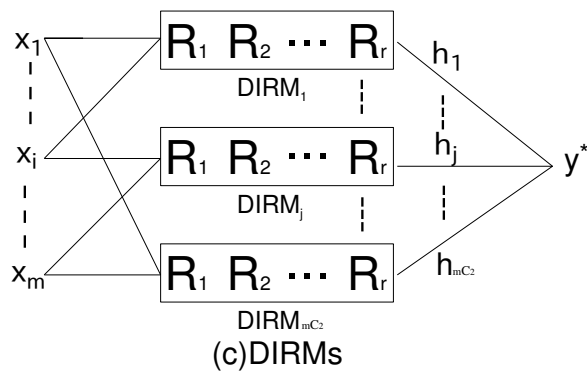 x1 R1 R2 ··· Rr h1
DIRM1
xi R1 R2 ··· Rr hj y*
DIRMj
xm R1 R2 ··· Rr hmC2
DIRMmC2
(c)DIRMs